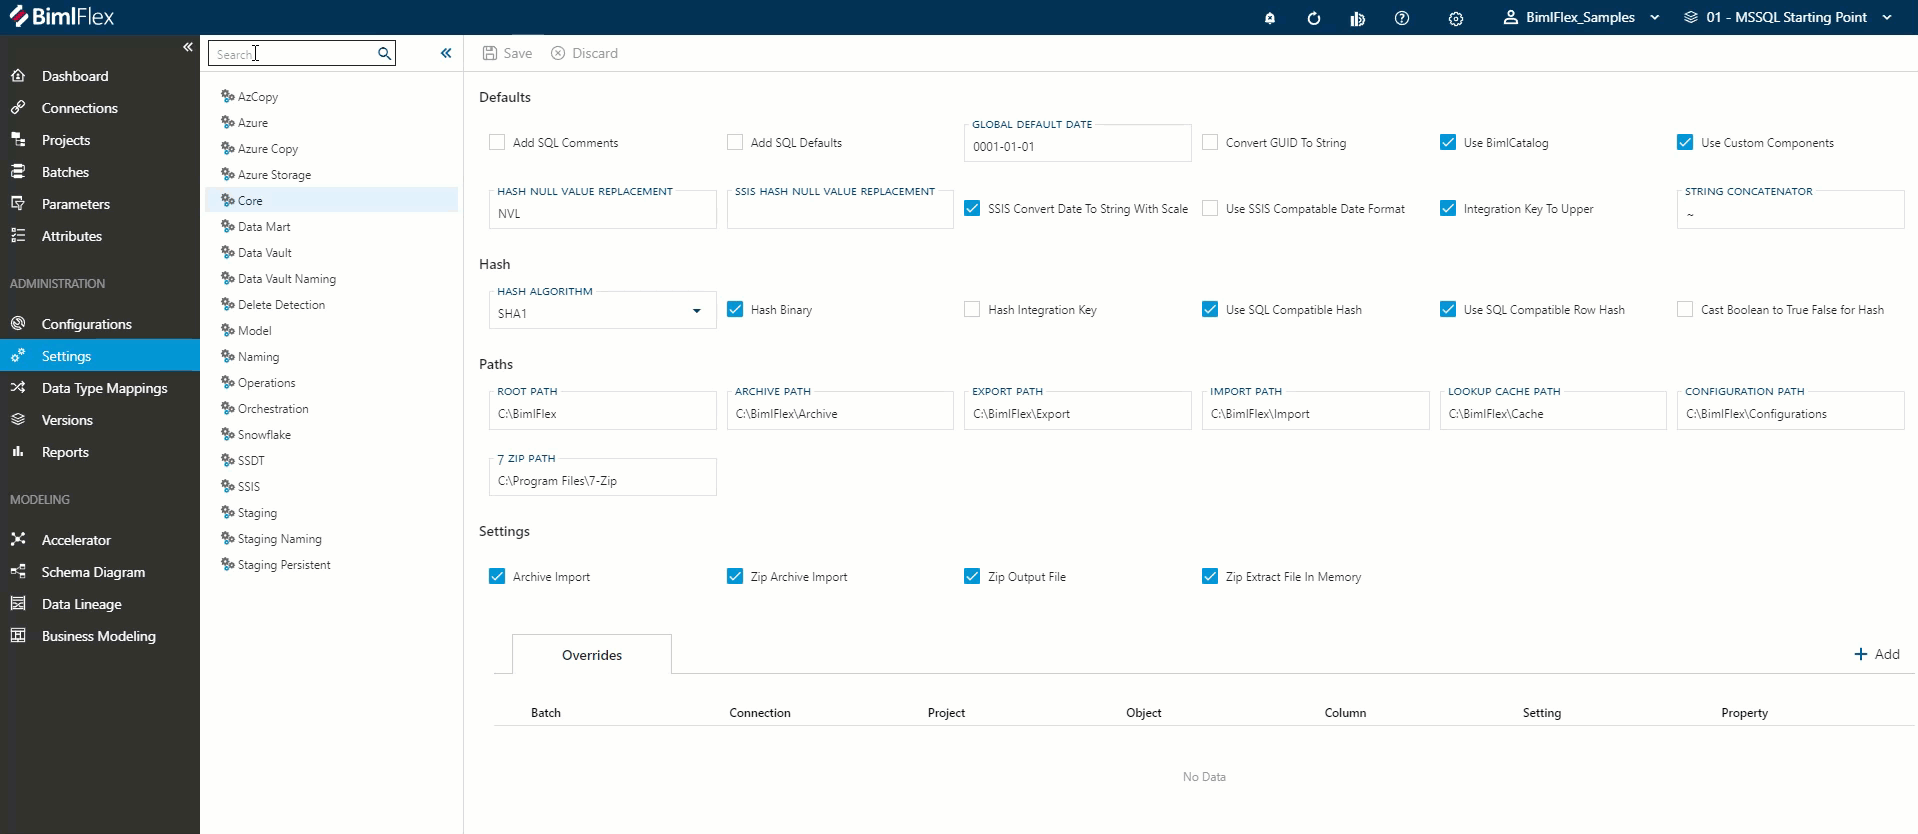 BimlFlex
BimlFlex_Samples
01 - MSSQL Starting Point
Dashboard
Connections
Projects
Batches
Parameters
Attributes
ADMINISTRATION
Configurations
Settings
Data Type Mappings
Versions
Reports
MODELING
Accelerator
Schema Diagram
Data Lineage
Business Modeling
Search
AzCopy
Azure
Azure Copy
Azure Storage
Core
Data Mart
Data Vault
Data Vault Naming
Delete Detection
Model
Naming
Operations
Orchestration
Snowflake
SSDT
SSIS
Staging
Staging Naming
Staging Persistent
Save Discard
Defaults
Add SQL Comments
Add SQL Defaults
GLOBAL DEFAULT DATE
0001-01-01
Convert GUID To String
Use BimlCatalog
Use Custom Components
HASH NULL VALUE REPLACEMENT
NVL
SSIS HASH NULL VALUE REPLACEMENT
SSIS Convert Date To String With Scale
Use SSIS Compatable Date Format
Integration Key To Upper
STRING CONCATENATOR
~
Hash
HASH ALGORITHM
SHA1
Hash Binary
Hash Integration Key
Use SQL Compatible Hash
Use SQL Compatible Row Hash
Cast Boolean to True False for Hash
Paths
ROOT PATH
C:\BimlFlex
ARCHIVE PATH
C:\BimlFlex\Archive
EXPORT PATH
C:\BimlFlex\Export
IMPORT PATH
C:\BimlFlex\Import
LOOKUP CACHE PATH
C:\BimlFlex\Cache
CONFIGURATION PATH
C:\BimlFlex\Configurations
7 ZIP PATH
C:\Program Files\7-Zip
Settings
Archive Import
Zip Archive Import
Zip Output File
Zip Extract File In Memory
Overrides
Add
Batch Connection Project Object Column Setting Property
No Data